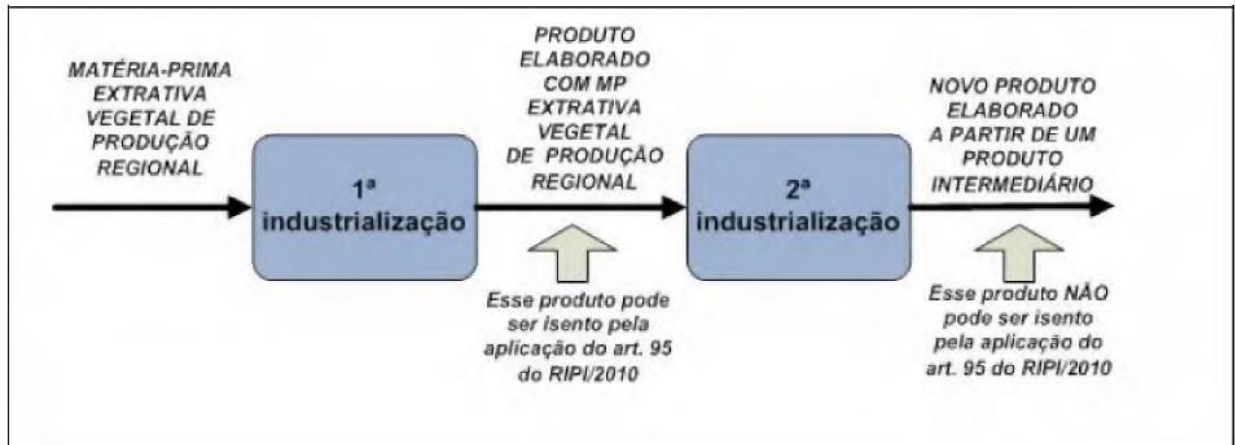 MATÉRIA-PRIMA
EXTRATIVA
VEGETAL DE
PRODUÇÃO
REGIONAL
1ª
industrialização
PRODUTO
ELABORADO
COM MP
EXTRATIVA
VEGETAL
DE PRODUÇÃO
REGIONAL
Esse produto pode
ser isento pela
aplicação do art. 95
do RIPI/2010
2ª
industrialização
NOVO PRODUTO
ELABORADO
A PARTIR DE UM
PRODUTO
INTERMEDIÁRIO
Esse produto NÃO
pode ser isento
pela aplicação do
art. 95 do RIPI/2010